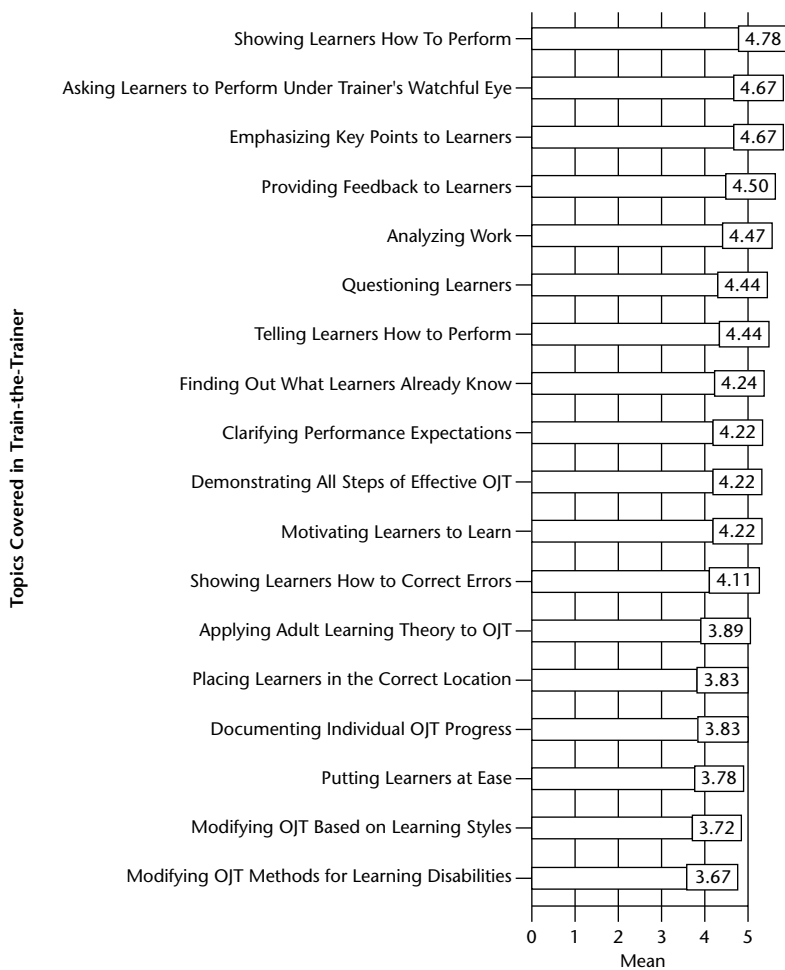 Topics Covered in Train-the-Trainer
Showing Learners How To Perform 4.78
Asking Learners to Perform Under Trainer's Watchful Eye 4.67
Emphasizing Key Points to Learners 4.67
Providing Feedback to Learners 4.50
Analyzing Work 4.47
Questioning Learners 4.44
Telling Learners How to Perform 4.44
Finding Out What Learners Already Know 4.24
Clarifying Performance Expectations 4.22
Demonstrating All Steps of Effective OJT 4.22
Motivating Learners to Learn 4.22
Showing Learners How to Correct Errors 4.11
Applying Adult Learning Theory to OJT 3.89
Placing Learners in the Correct Location 3.83
Documenting Individual OJT Progress 3.83
Putting Learners at Ease 3.78
Modifying OJT Based on Learning Styles 3.72
Modifying OJT Methods for Learning Disabilities 3.67
0 1 2 3 4 5
Mean